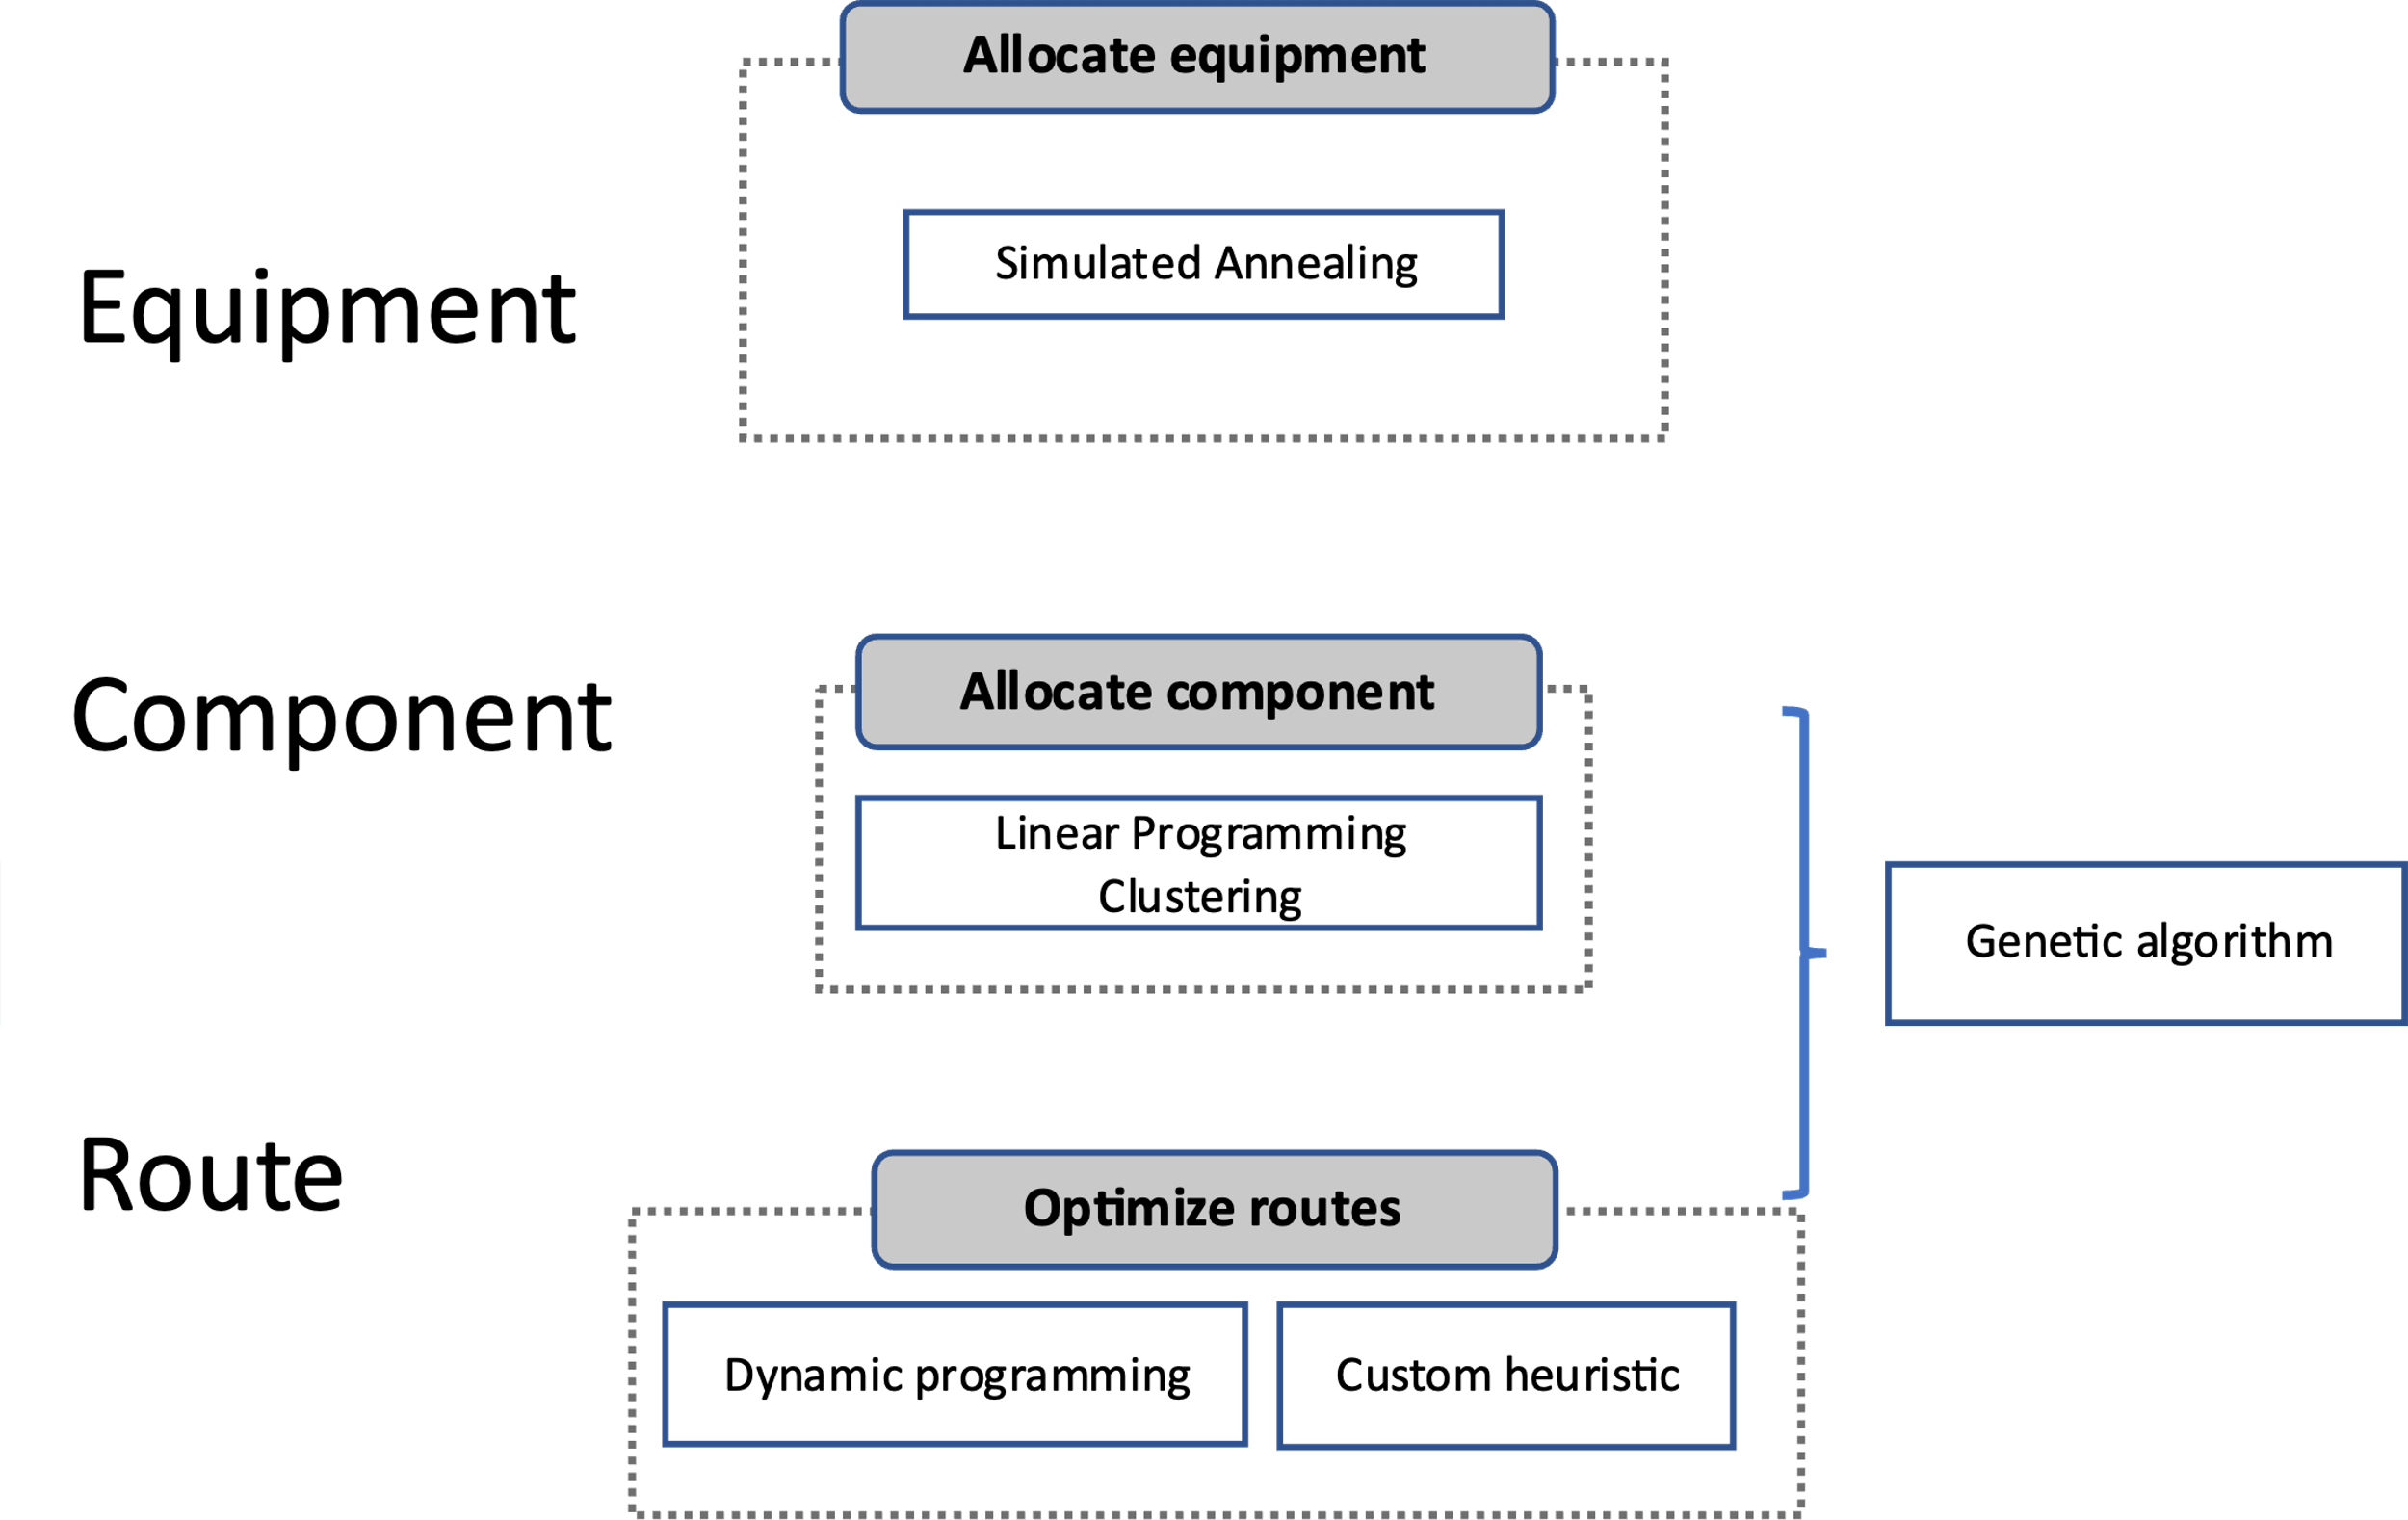 Allocate equipment
Simulated Annealing
Equipment
Allocate component
Component
Linear Programming
Clustering
Genetic algorithm
Route
Optimize routes
Dynamic programming
Custom heuristic